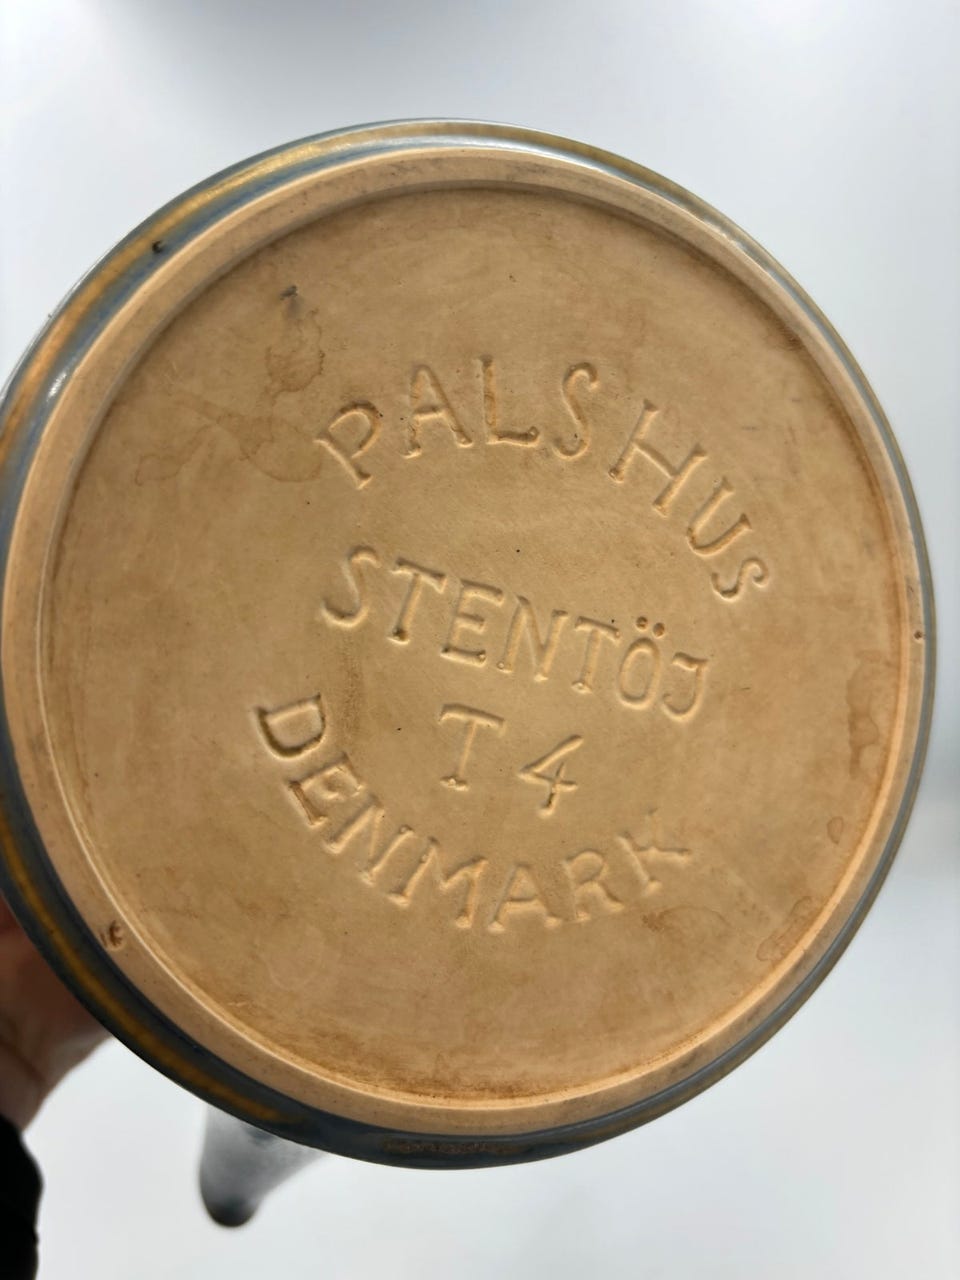 PALSHUS
STENTÖJ
T 4
DENMARK